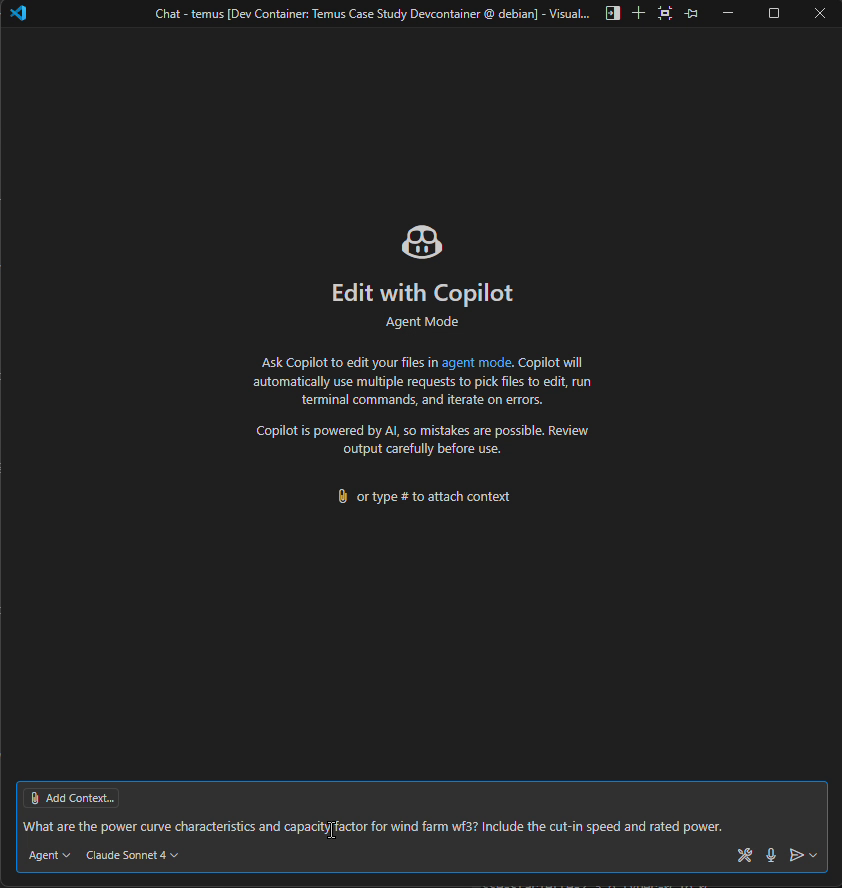 Chat - temus [Dev Container: Temus Case Study Devcontainer @ debian] - Visual...
Edit with Copilot
Agent Mode
Ask Copilot to edit your files in agent mode. Copilot will
automatically use multiple requests to pick files to edit, run
terminal commands, and iterate on errors.
Copilot is powered by AI, so mistakes are possible. Review
output carefully before use.
or type # to attach context
Add Context...
What are the power curve characteristics and capacity factor for wind farm wf3? Include the cut-in speed and rated power.
Agent Claude Sonnet 4